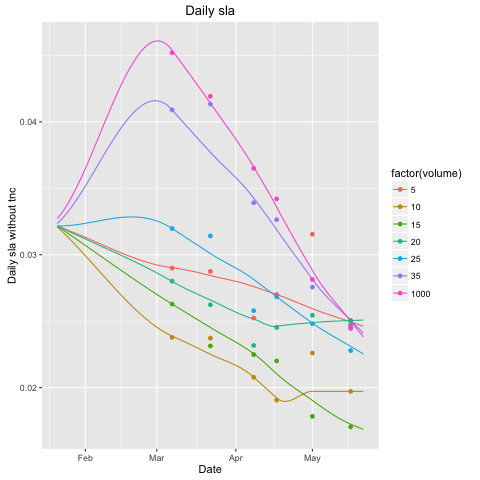 Daily sla
Daily sla without tnc
0.04
0.03
0.02
Feb Mar Apr May
Date
factor(volume)
5
10
15
20
25
35
1000